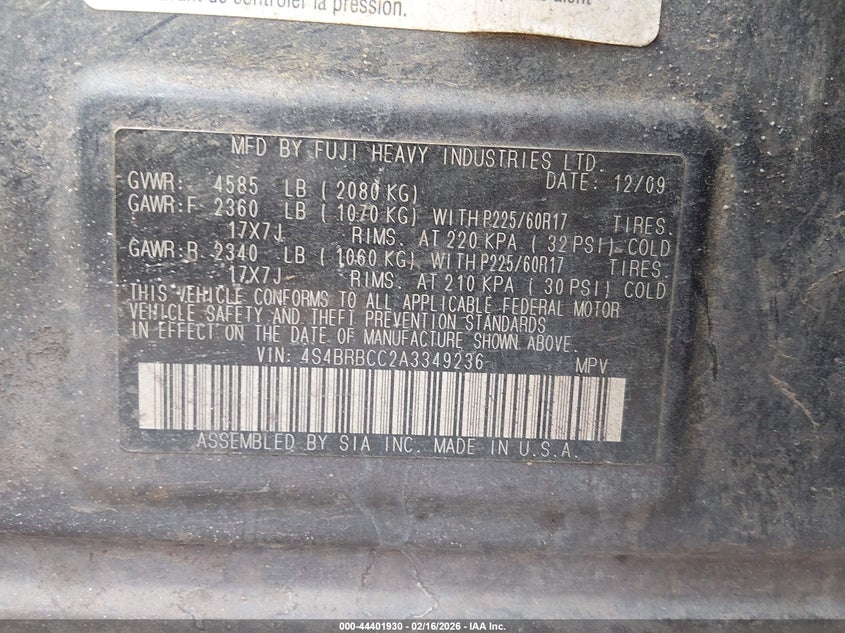 de contrôler la pression.
MFD BY FUJI HEAVY INDUSTRIES LTD.
GVWR: 4585 LB (2080 KG) DATE: 12/09
GAWR:F 2360 LB (1070 KG) WITH P225/60R17 TIRES.
17X7J RIMS. AT 220 KPA (32 PSI) COLD
GAWR:R 2340 LB (1060 KG) WITH P225/60R17 TIRES.
17X7J RIMS. AT 210 KPA (30 PSI) COLD
THIS VEHICLE CONFORMS TO ALL APPLICABLE FEDERAL MOTOR
VEHICLE SAFETY AND THEFT PREVENTION STANDARDS
IN EFFECT ON THE DATE OF MANUFACTURE SHOWN ABOVE.
VIN: 4S4BRBCC2A3349236 MPV
ASSEMBLED BY SIA INC. MADE IN U.S.A.
000-44401930 - 02/16/2026 - IAA Inc.